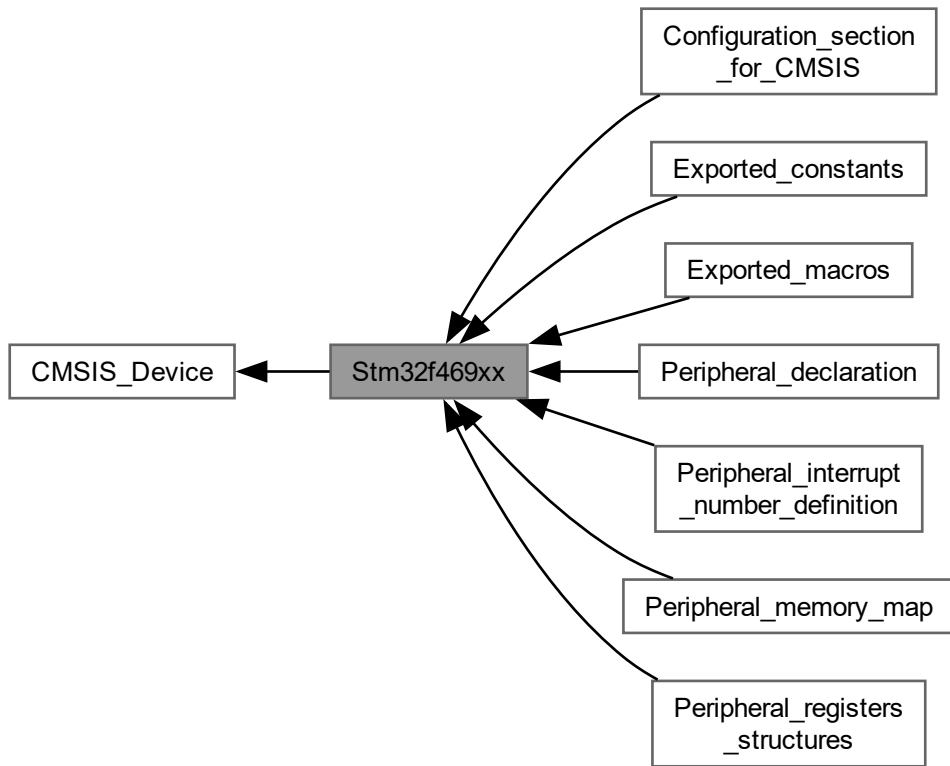 Configuration_section
_for_CMSIS
Exported_constants
Exported_macros
CMSIS_Device
Stm32f469xx
Peripheral_declaration
Peripheral_interrupt
_number_definition
Peripheral_memory_map
Peripheral_registers
_structures